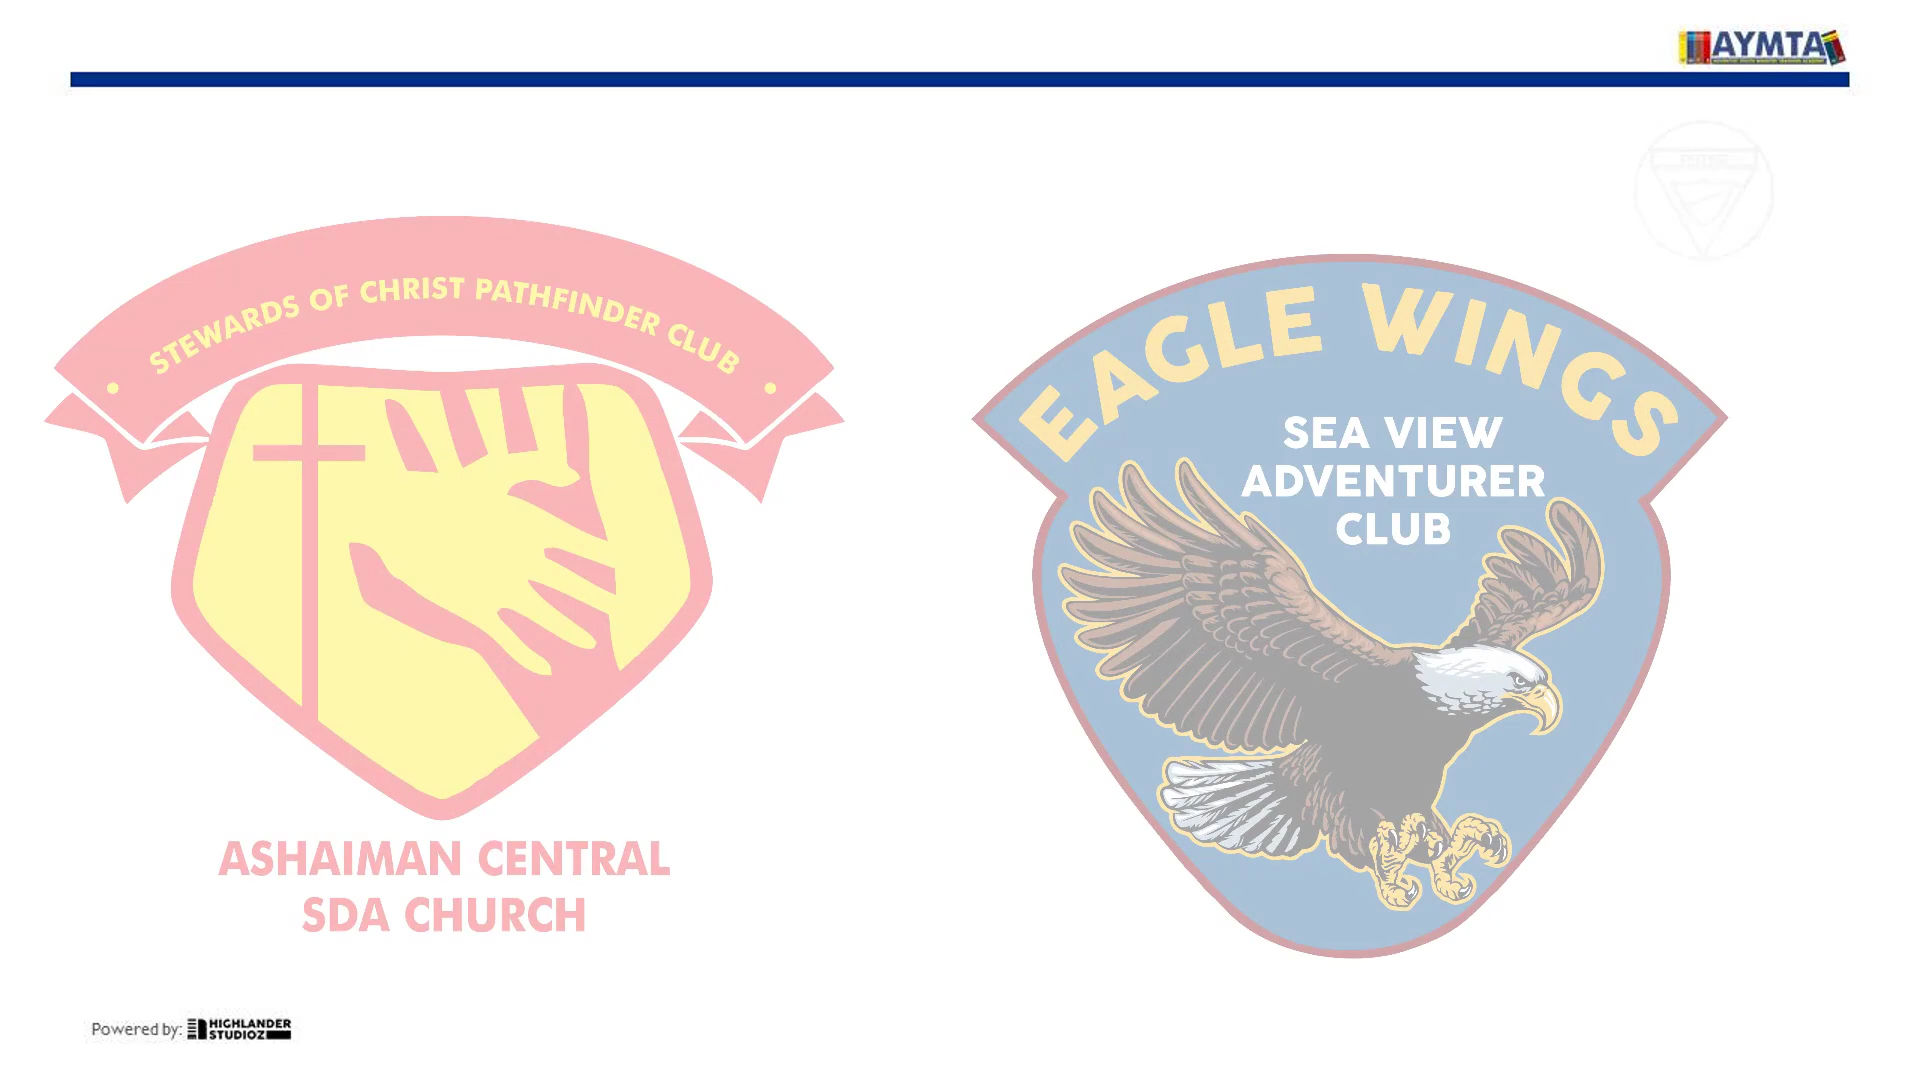 AYMTA
STEWARDS OF CHRIST PATHFINDER CLUB
ASHAIMAN CENTRAL
SDA CHURCH
EAGLE WINGS
SEA VIEW
ADVENTURER
CLUB
Powered by:
HIGHLANDER
STUDIOZ